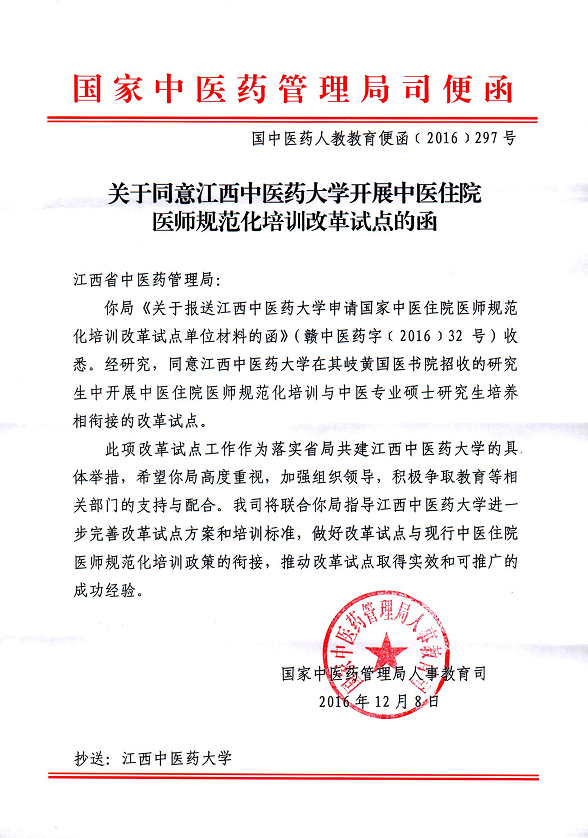 国家中医药管理局司便函
国中医药人教教育便函﹝2016﹞297号
关于同意江西中医药大学开展中医住院
医师规范化培训改革试点的函
江西省中医药管理局：
你局《关于报送江西中医药大学申请国家中医住院医师规范
化培训改革试点单位材料的函》（赣中医药字﹝2016﹞32 号）收
悉。经研究，同意江西中医药大学在其岐黄国医书院招收的研究
生中开展中医住院医师规范化培训与中医专业硕士研究生培养
相衔接的改革试点。
此项改革试点工作作为落实省局共建江西中医药大学的具
体举措，希望你局高度重视，加强组织领导，积极争取教育等相
关部门的支持与配合。我司将联合你局指导江西中医药大学进一
步完善改革试点方案和培训标准，做好改革试点与现行中医住院
医师规范化培训政策的衔接，推动改革试点取得实效和可推广的
成功经验。
国家中医药管理局人事教育司
国家中医药管理局人事教育司
2016 年 12 月 8 日
抄送：江西中医药大学